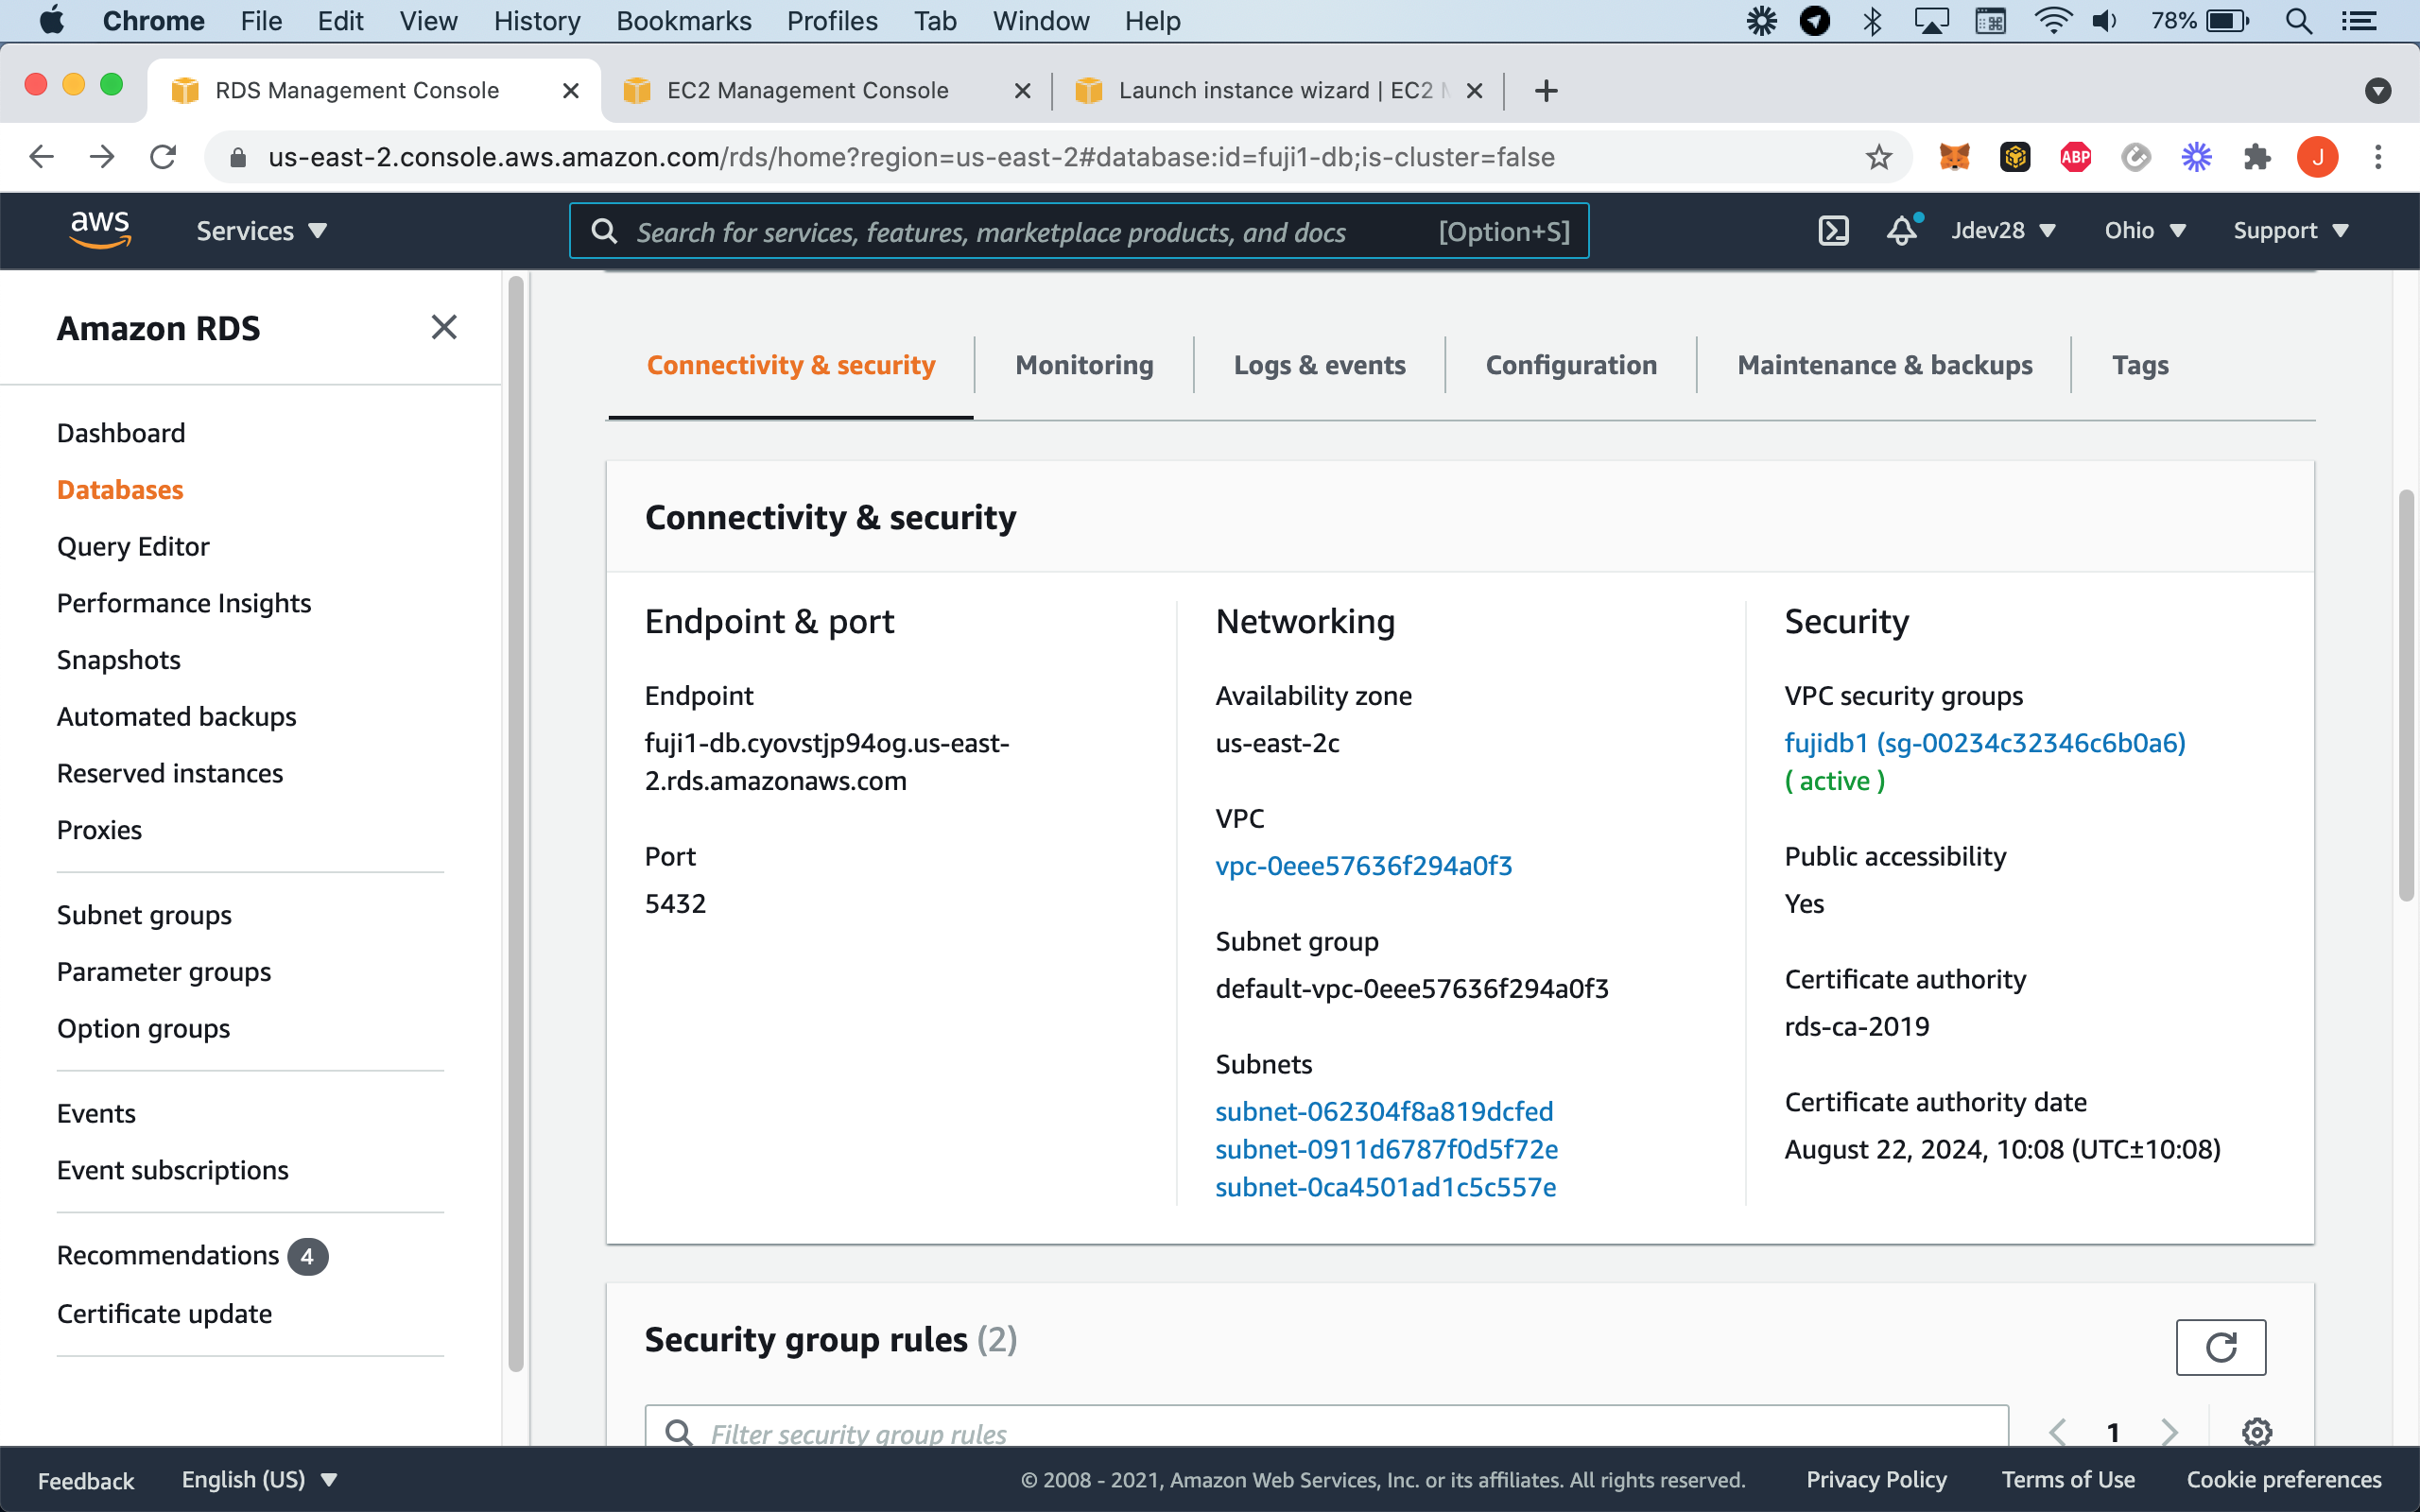 Chrome File Edit View History Bookmarks Profiles Tab Window Help 78%
RDS Management Console EC2 Management Console Launch instance wizard | EC2
us-east-2.console.aws.amazon.com/rds/home?region=us-east-2#database:id=fuji1-db;is-cluster=false ABP J
aws Services Search for services, features, marketplace products, and docs [Option+S] Jdev28 Ohio Support
Amazon RDS
Dashboard
Databases
Query Editor
Performance Insights
Snapshots
Automated backups
Reserved instances
Proxies
Subnet groups
Parameter groups
Option groups
Events
Event subscriptions
Recommendations 4
Certificate update
Connectivity & security Monitoring Logs & events Configuration Maintenance & backups Tags
Connectivity & security
Endpoint & port
Endpoint
fuji1-db.cyovstjp94og.us-east-
2.rds.amazonaws.com
Port
5432
Networking
Availability zone
us-east-2c
VPC
vpc-0eee57636f294a0f3
Subnet group
default-vpc-0eee57636f294a0f3
Subnets
subnet-062304f8a819dcfed
subnet-0911d6787f0d5f72e
subnet-0ca4501ad1c5c557e
Security
VPC security groups
fujidb1 (sg-00234c32346c6b0a6)
( active )
Public accessibility
Yes
Certificate authority
rds-ca-2019
Certificate authority date
August 22, 2024, 10:08 (UTC±10:08)
Security group rules (2)
Filter security group rules 1
Feedback English (US) © 2008 - 2021, Amazon Web Services, Inc. or its affiliates. All rights reserved. Privacy Policy Terms of Use Cookie preferences